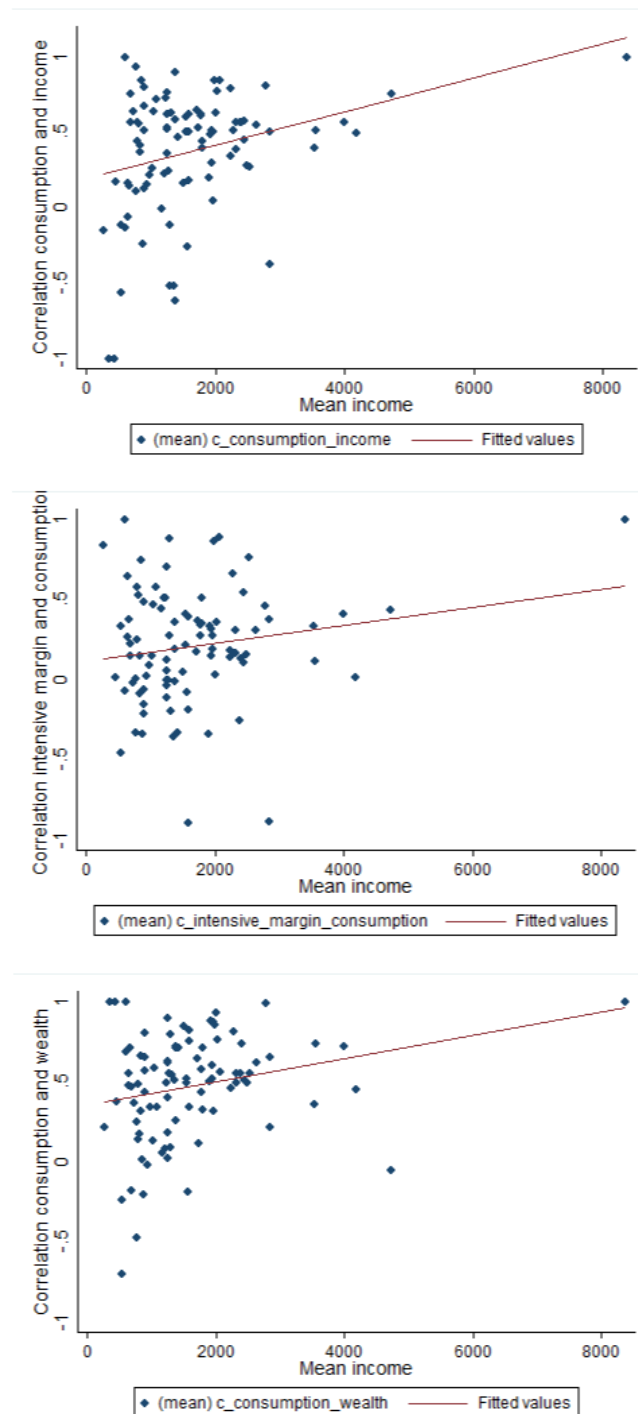 Correlation consumption and income
1
.5
0
-.5
-1
0 2000 4000 6000 8000
Mean income
(mean) c_consumption_income Fitted values
Correlation intensive margin and consumption
1
.5
0
-.5
-1
0 2000 4000 6000 8000
Mean income
(mean) c_intensive_margin_consumption Fitted values
Correlation consumption and wealth
1
.5
0
-.5
-1
0 2000 4000 6000 8000
Mean income
(mean) c_consumption_wealth Fitted values